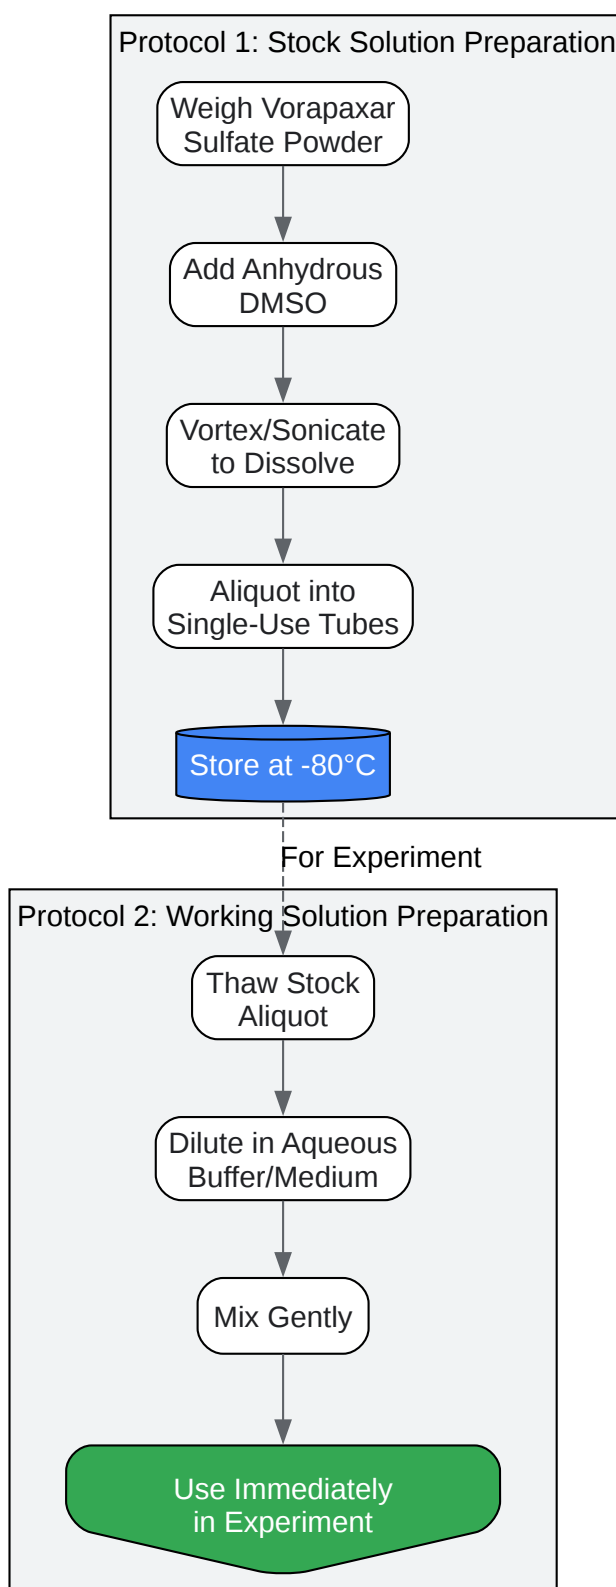 Protocol 1: Stock Solution Preparation
Weigh Vorapaxar
Sulfate Powder
Add Anhydrous
DMSO
Vortex/Sonicate
to Dissolve
Aliquot into
Single-Use Tubes
Store at -80°C
For Experiment
Protocol 2: Working Solution Preparation
Thaw Stock
Aliquot
Dilute in Aqueous
Buffer/Medium
Mix Gently
Use Immediately
in Experiment